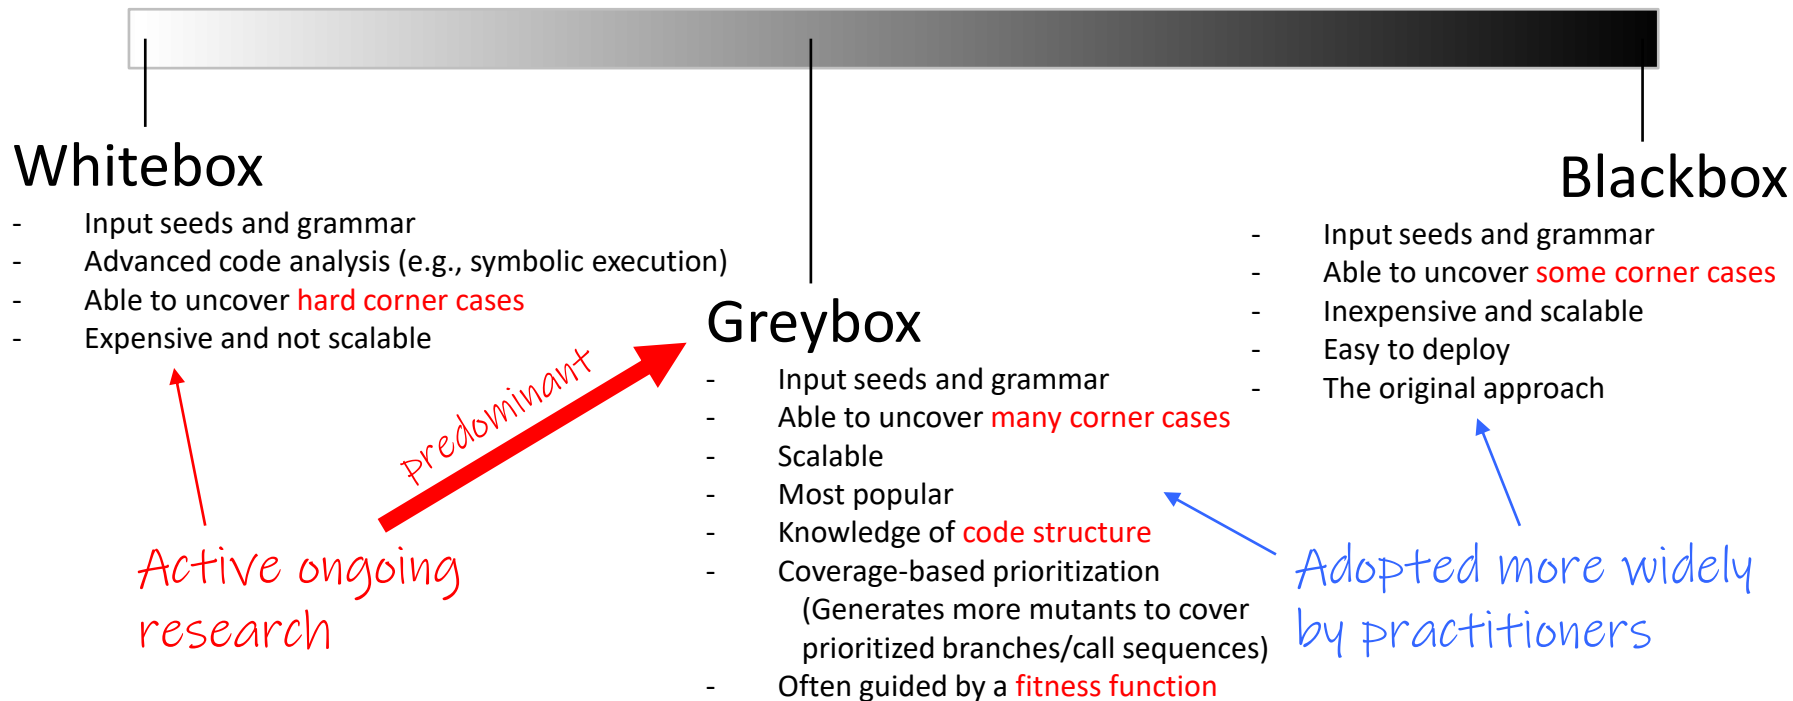 Whitebox
- Input seeds and grammar
- Advanced code analysis (e.g., symbolic execution)
- Able to uncover hard corner cases
- Expensive and not scalable
predominant
Active ongoing
research
Greybox
- Input seeds and grammar
- Able to uncover many corner cases
- Scalable
- Most popular
- Knowledge of code structure
- Coverage-based prioritization
(Generates more mutants to cover
prioritized branches/call sequences)
- Often guided by a fitness function
Blackbox
- Input seeds and grammar
- Able to uncover some corner cases
- Inexpensive and scalable
- Easy to deploy
- The original approach
Adopted more widely
by practitioners